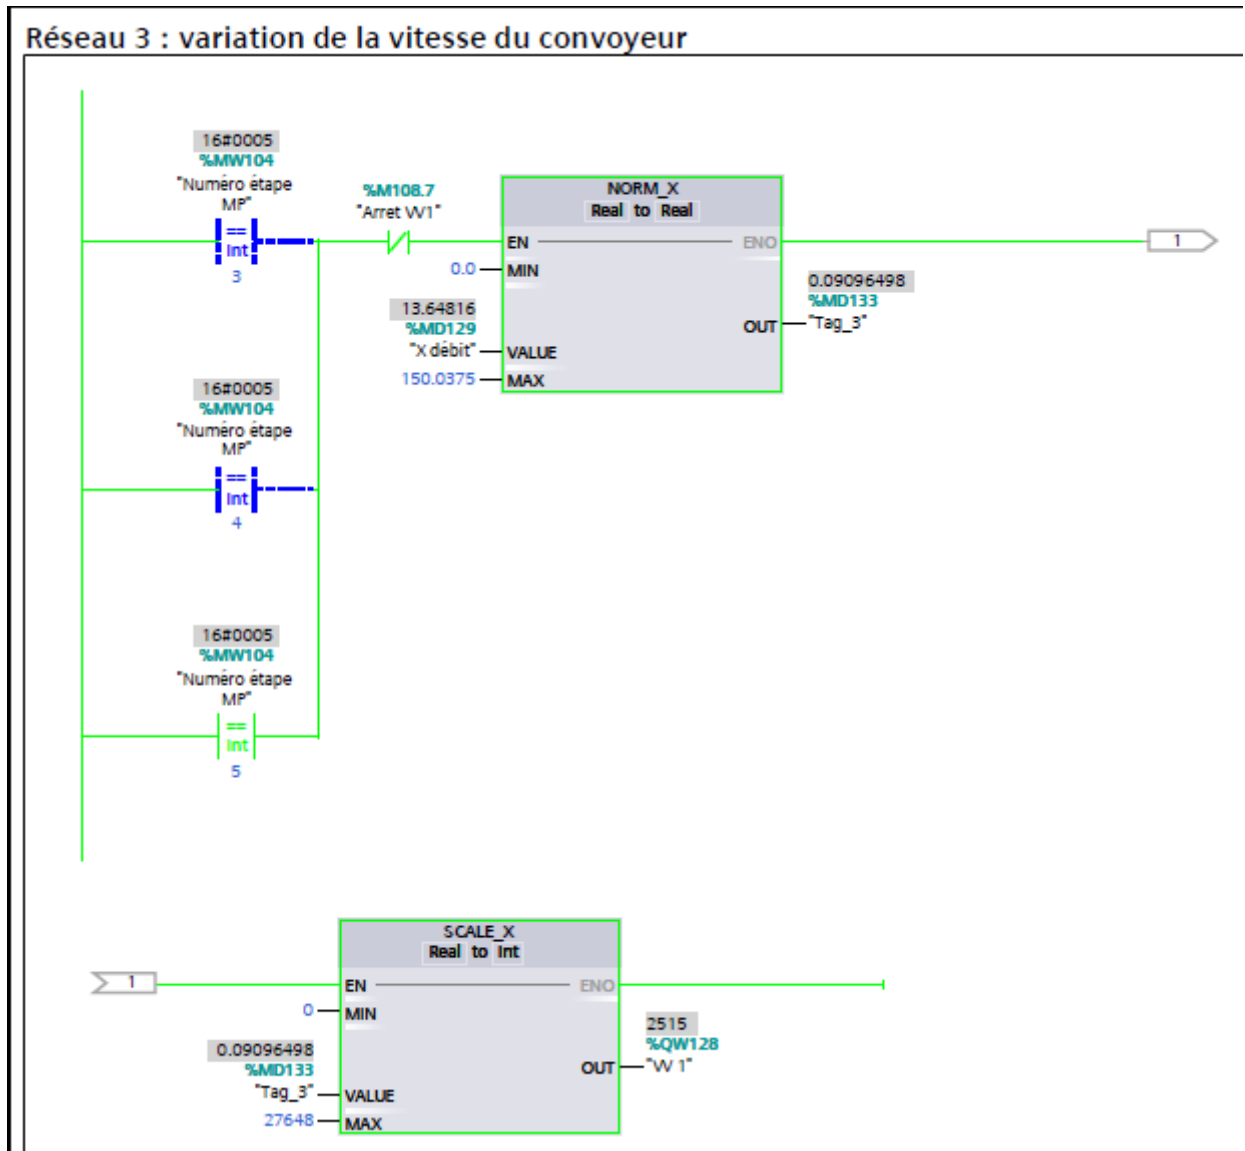 Réseau 3 : variation de la vitesse du convoyeur
16#0005
%MW104
"Numéro étape
MP"
==
Int
3
%M108.7
"Arret VV1"
NORM_X
Real to Real
EN
ENO
0.0
MIN
13.64816
%MD129
"X débit"
VALUE
150.0375
MAX
0.09096498
%MD133
OUT
"Tag_3"
1
16#0005
%MW104
"Numéro étape
MP"
==
Int
4
16#0005
%MW104
"Numéro étape
MP"
==
Int
5
1
SCALE_X
Real to Int
EN
ENO
0
MIN
0.09096498
%MD133
"Tag_3"
VALUE
27648
MAX
2515
%QW128
OUT
"VV 1"